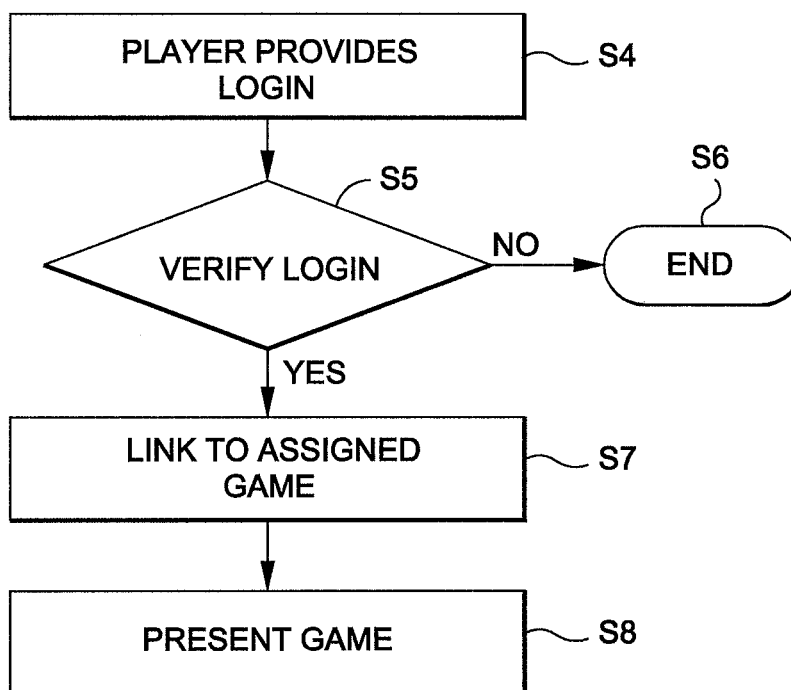 PLAYER PROVIDES
LOGIN
S4
S5
S6
VERIFY LOGIN
NO
END
YES
LINK TO ASSIGNED
GAME
S7
PRESENT GAME
S8